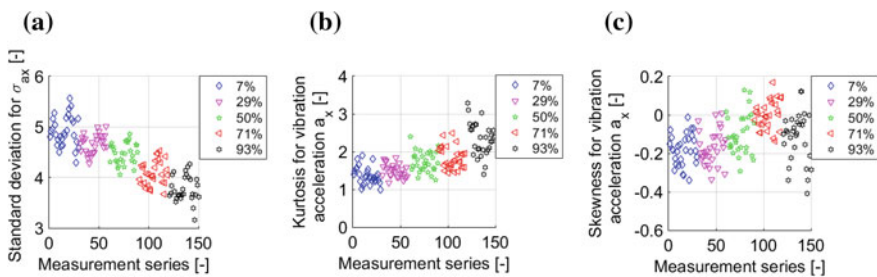 (a)
Standard deviation for σax [-]
6
5
4
3
0 50 100 150
Measurement series [-]
7%
29%
50%
71%
93%
(b)
Kurtosis for vibration
acceleration ax [-]
4
3
2
1
0
0 50 100 150
Measurement series [-]
7%
29%
50%
71%
93%
(c)
Skewness for vibration
acceleration ax [-]
0.2
0
-0.2
-0.4
-0.6
0 50 100 150
Measurement series [-]
7%
29%
50%
71%
93%